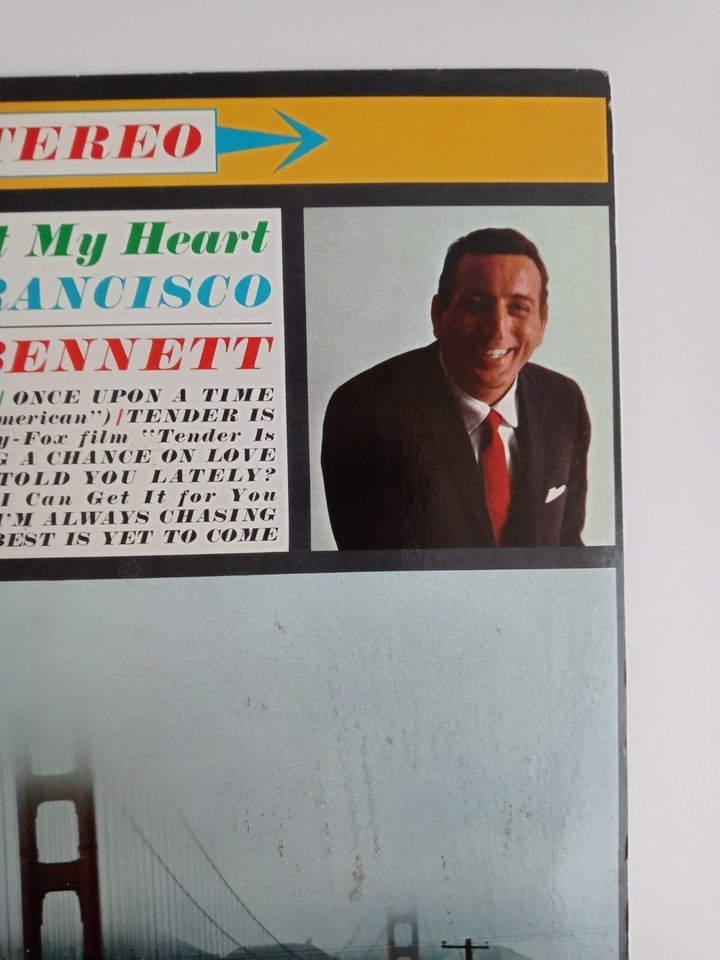 TEREO
t My Heart
RANCISCO
BENNETT
| ONCE UPON A TIME
merican")|TENDER IS
y-Fox film "Tender Is
G A CHANCE ON LOVE
TOLD YOU LATELY?
I Can Get It for You
I'M ALWAYS CHASING
BEST IS YET TO COME